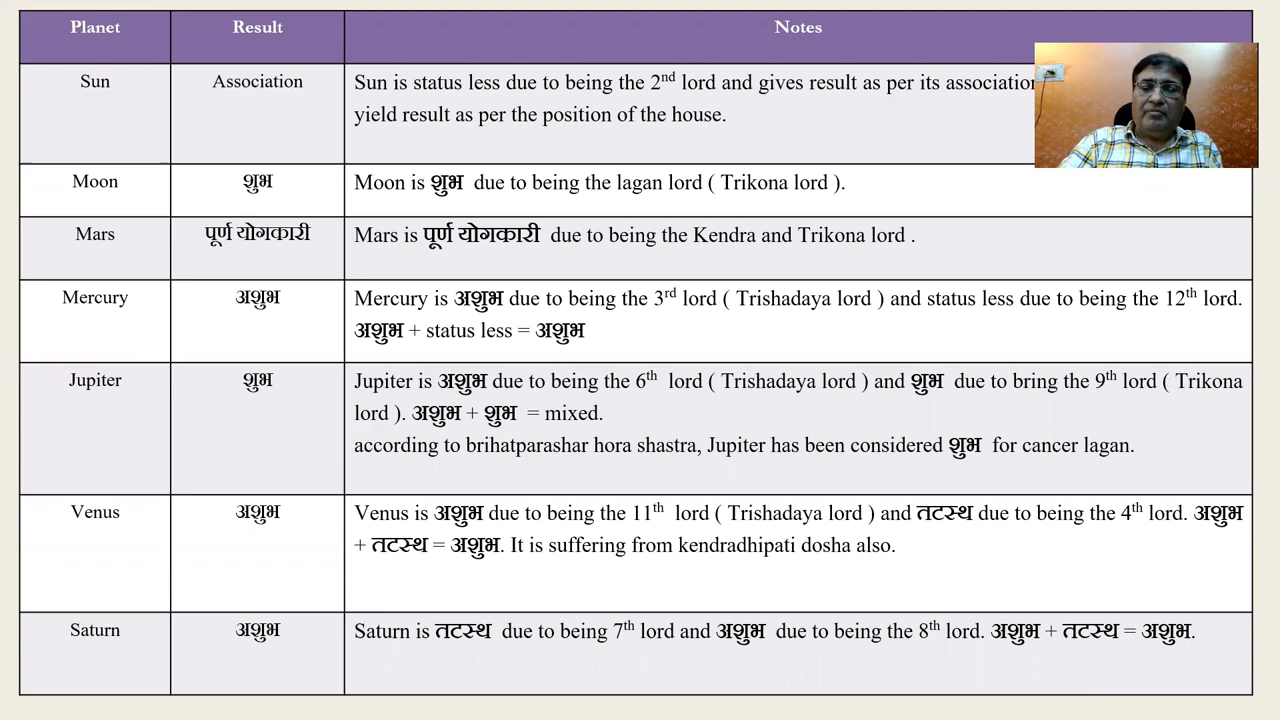 Planet Result Notes
Sun Association Sun is status less due to being the 2nd lord and gives result as per its association
yield result as per the position of the house.
Moon शुभ Moon is शुभ due to being the lagan lord ( Trikona lord ).
Mars पूर्ण योगकारी Mars is पूर्ण योगकारी due to being the Kendra and Trikona lord .
Mercury अशुभ Mercury is अशुभ due to being the 3rd lord ( Trishadaya lord ) and status less due to being the 12th lord.
अशुभ + status less = अशुभ
Jupiter शुभ Jupiter is अशुभ due to being the 6th lord ( Trishadaya lord ) and शुभ due to bring the 9th lord ( Trikona
lord ). अशुभ + शुभ = mixed.
according to brihatparashar hora shastra, Jupiter has been considered शुभ for cancer lagan.
Venus अशुभ Venus is अशुभ due to being the 11th lord ( Trishadaya lord ) and तटस्थ due to being the 4th lord. अशुभ
+ तटस्थ = अशुभ. It is suffering from kendradhipati dosha also.
Saturn अशुभ Saturn is तटस्थ due to being 7th lord and अशुभ due to being the 8th lord. अशुभ + तटस्थ = अशुभ.